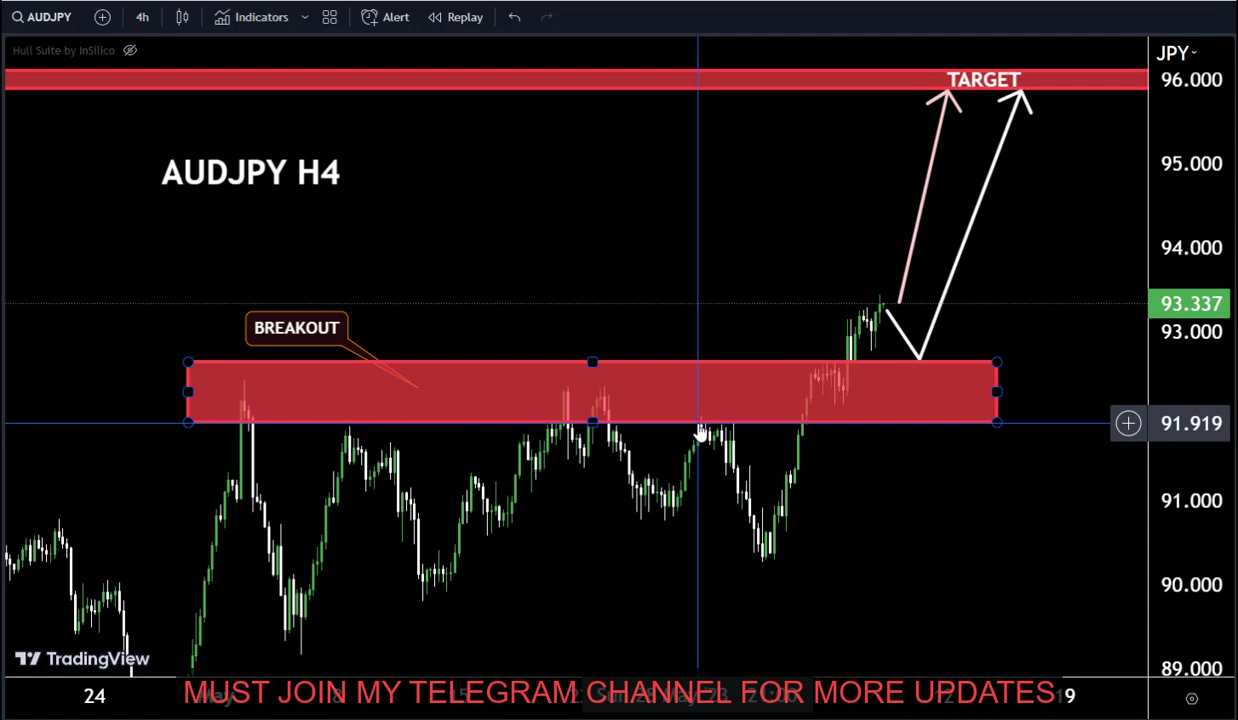 AUDJPY 4h Indicators Alert Replay
Hull Suite by InSilico
JPY
TARGET
96.000
95.000
AUDJPY H4
94.000
93.337
BREAKOUT
93.000
91.919
91.000
90.000
TradingView
89.000
24 MUST JOIN MY TELEGRAM CHANNEL FOR MORE UPDATES 19